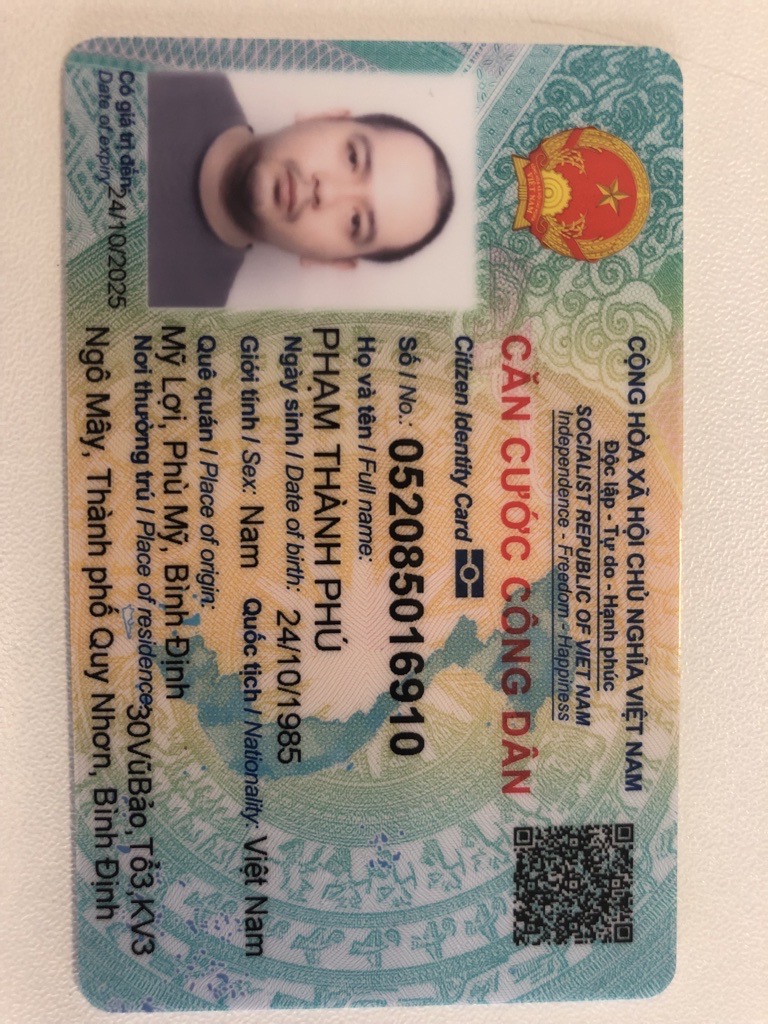 CỘNG HÒA XÃ HỘI CHỦ NGHĨA VIỆT NAM
Độc lập - Tự do - Hạnh phúc
SOCIALIST REPUBLIC OF VIET NAM
Independence - Freedom - Happiness
CĂN CƯỚC CÔNG DÂN
Citizen Identity Card
Số / No.: 052085016910
Họ và tên / Full name:
PHẠM THÀNH PHÚ
Ngày sinh / Date of birth: 24/10/1985
Giới tính / Sex: Nam Quốc tịch / Nationality: Việt Nam
Quê quán / Place of origin:
Mỹ Lợi, Phù Mỹ, Bình Định
Nơi thường trú / Place of residence: 30VũBảo,Tổ3,KV3
Ngô Mây, Thành phố Quy Nhơn, Bình Định
Có giá trị đến: 24/10/2025
Date of expiry